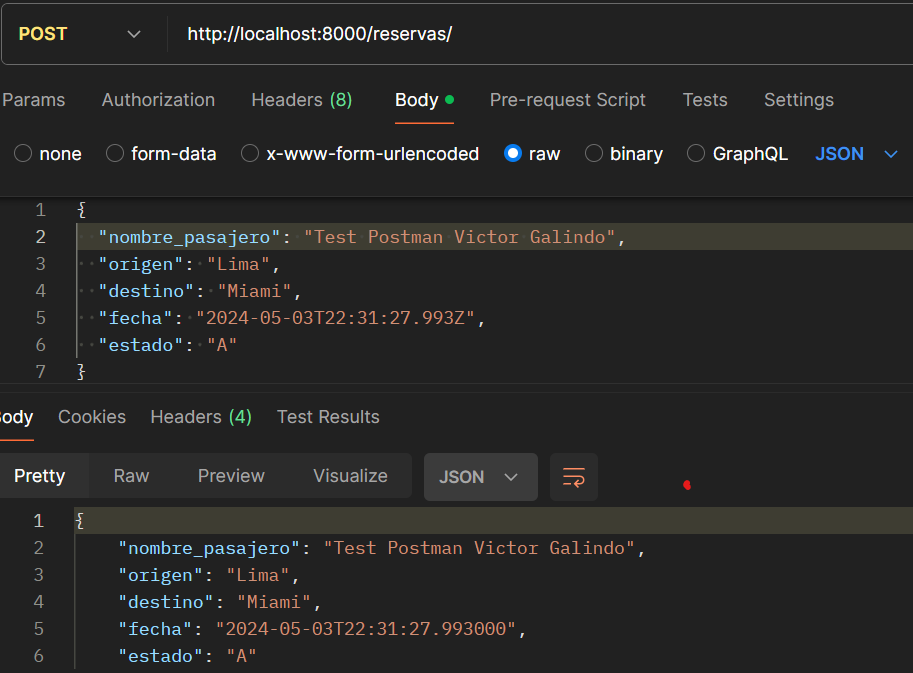 POST http://localhost:8000/reservas/
Params Authorization Headers (8) Body Pre-request Script Tests Settings
none form-data x-www-form-urlencoded raw binary GraphQL JSON
1 {
2 "nombre_pasajero": "Test Postman Victor Galindo",
3 "origen": "Lima",
4 "destino": "Miami",
5 "fecha": "2024-05-03T22:31:27.993Z",
6 "estado": "A"
7 }
Body Cookies Headers (4) Test Results
Pretty Raw Preview Visualize JSON
1 {
2 "nombre_pasajero": "Test Postman Victor Galindo",
3 "origen": "Lima",
4 "destino": "Miami",
5 "fecha": "2024-05-03T22:31:27.993000",
6 "estado": "A"